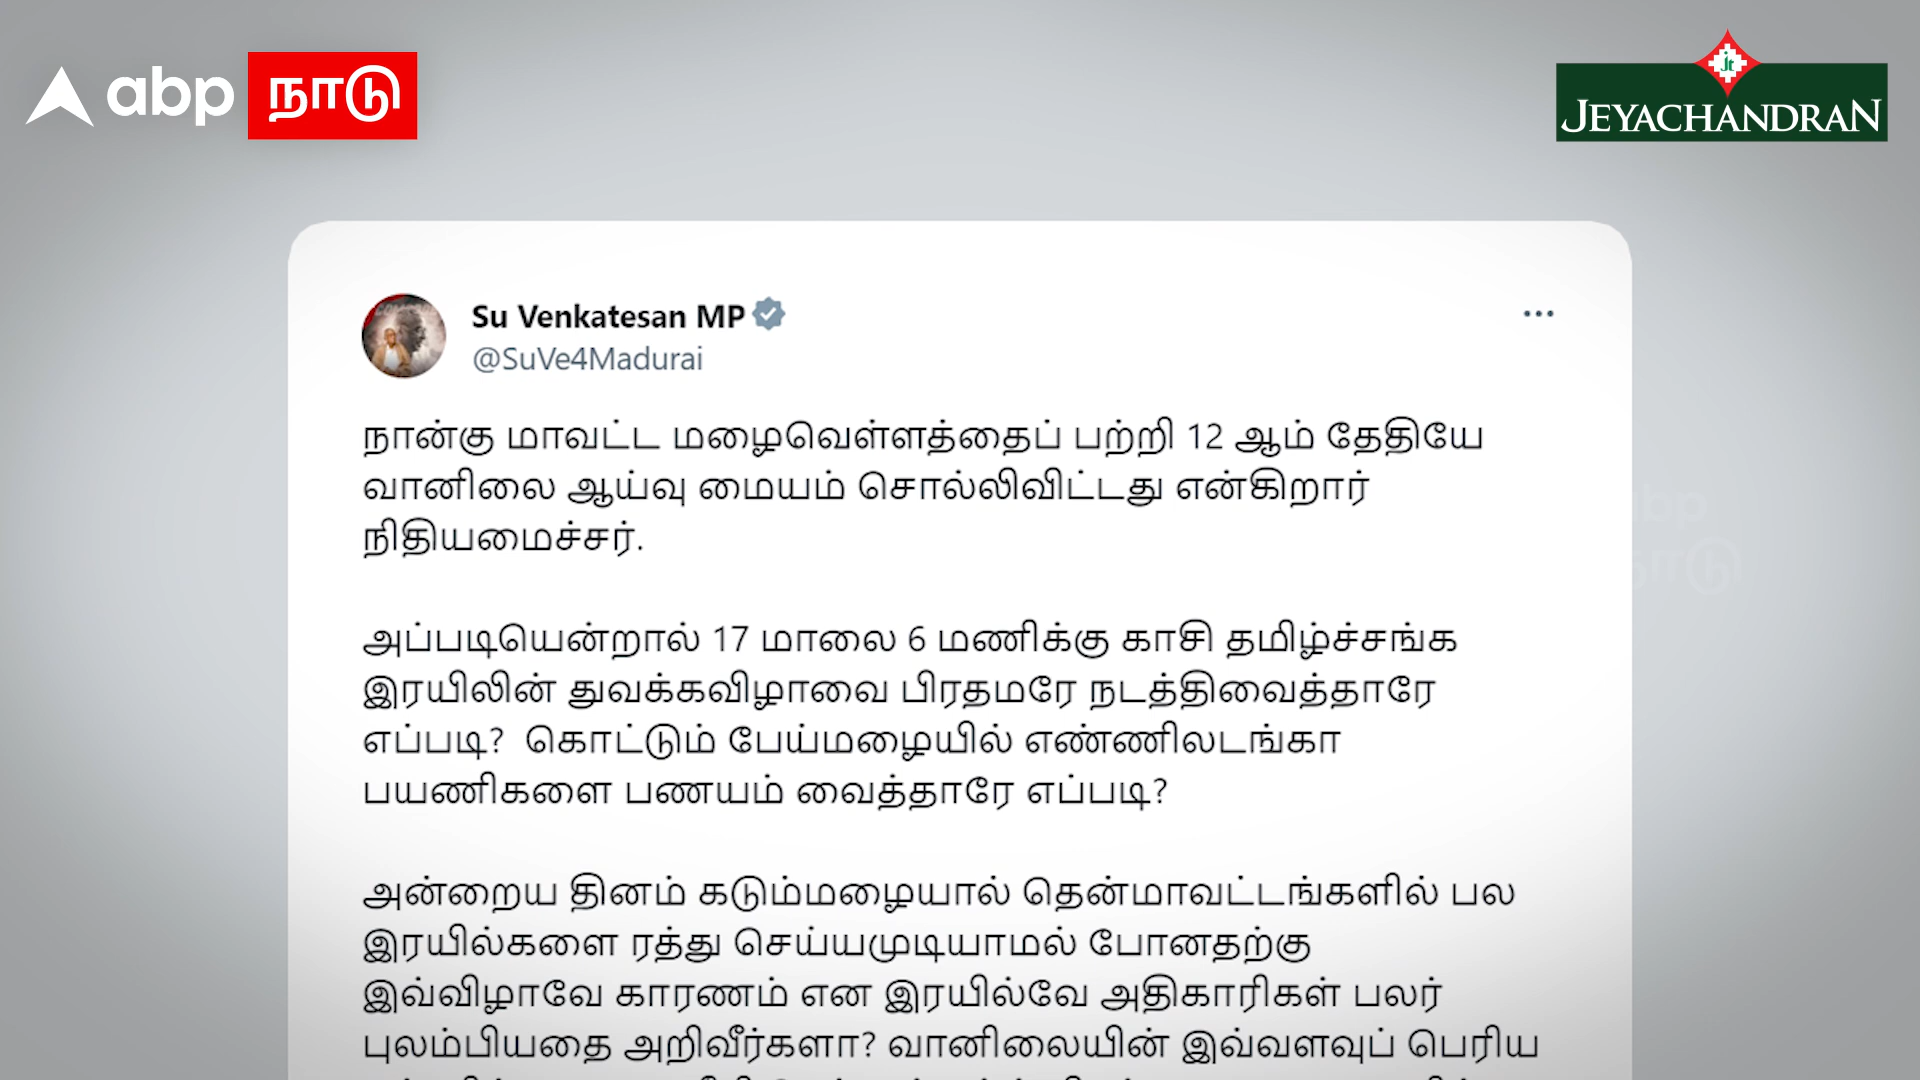 abp நாடு
jt
JEYACHANDRAN
Su Venkatesan MP
@SuVe4Madurai
நான்கு மாவட்ட மழைவெள்ளத்தைப் பற்றி 12 ஆம் தேதியே
வானிலை ஆய்வு மையம் சொல்லிவிட்டது என்கிறார்
நிதியமைச்சர்.
அப்படியென்றால் 17 மாலை 6 மணிக்கு காசி தமிழ்ச்சங்க
இரயிலின் துவக்கவிழாவை பிரதமரே நடத்திவைத்தாரே
எப்படி? கொட்டும் பேய்மழையில் எண்ணிலடங்கா
பயணிகளை பணயம் வைத்தாரே எப்படி?
அன்றைய தினம் கடும்மழையால் தென்மாவட்டங்களில் பல
இரயில்களை ரத்து செய்யமுடியாமல் போனதற்கு
இவ்விழாவே காரணம் என இரயில்வே அதிகாரிகள் பலர்
புலம்பியதை அறிவீர்களா? வானிலையின் இவ்வளவுப் பெரிய
abp
நாடு